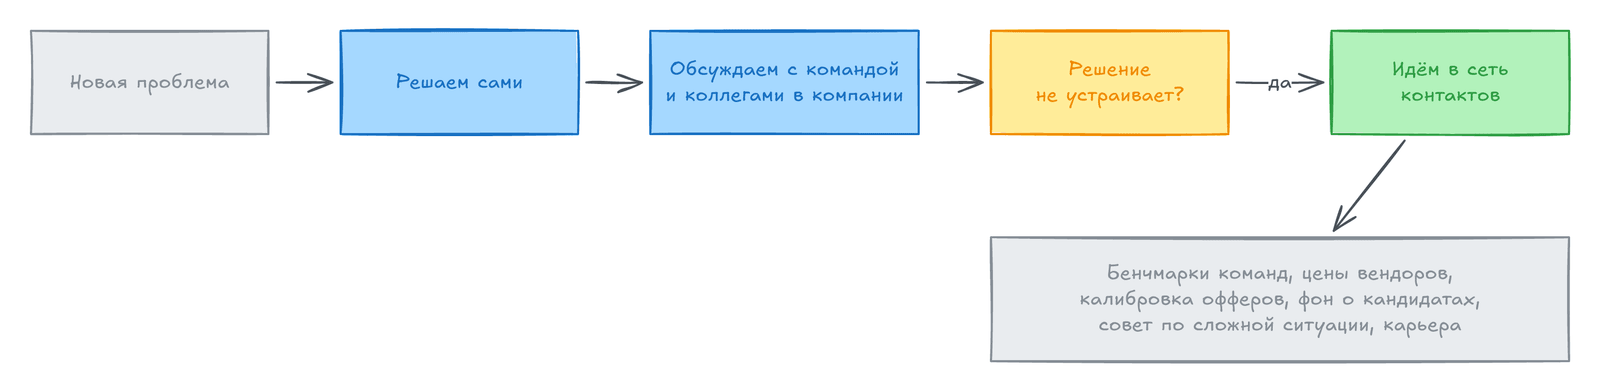 Новая проблема
Решаем сами
Обсуждаем с командой
и коллегами в компании
Решение
не устраивает?
да
Идём в сеть
контактов
Бенчмарки команд, цены вендоров,
калибровка офферов, фон о кандидатах,
совет по сложной ситуации, карьера